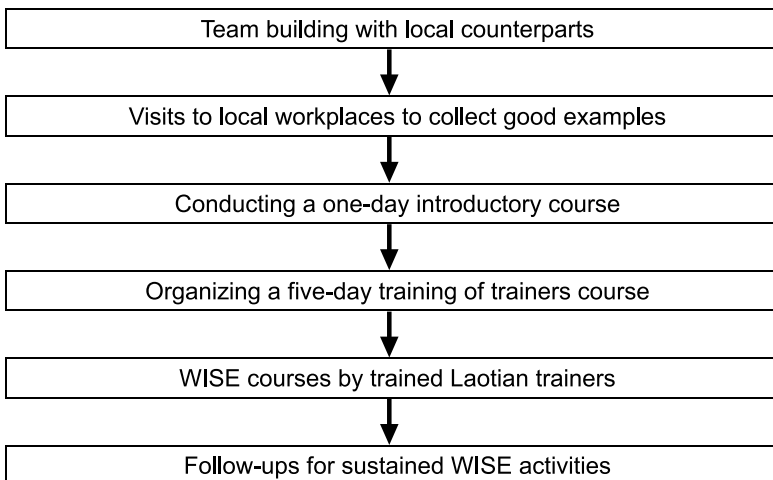 Team building with local counterparts
Visits to local workplaces to collect good examples
Conducting a one-day introductory course
Organizing a five-day training of trainers course
WISE courses by trained Laotian trainers
Follow-ups for sustained WISE activities